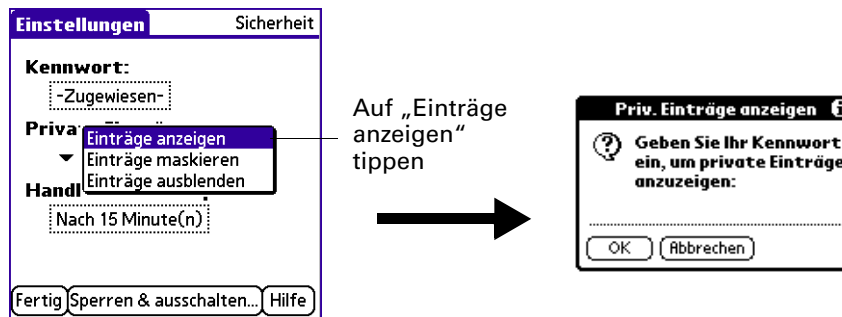 Einstellungen Sicherheit
Kennwort:
-Zugewiesen-
Einträge anzeigen
Einträge maskieren
Einträge ausblenden
Nach 15 Minute(n)
Fertig Sperren & ausschalten... Hilfe
Auf „Einträge
anzeigen“
tippen
Priv. Einträge anzeigen
Geben Sie Ihr Kennwort
ein, um private Einträge
anzuzeigen:
OK Abbrechen